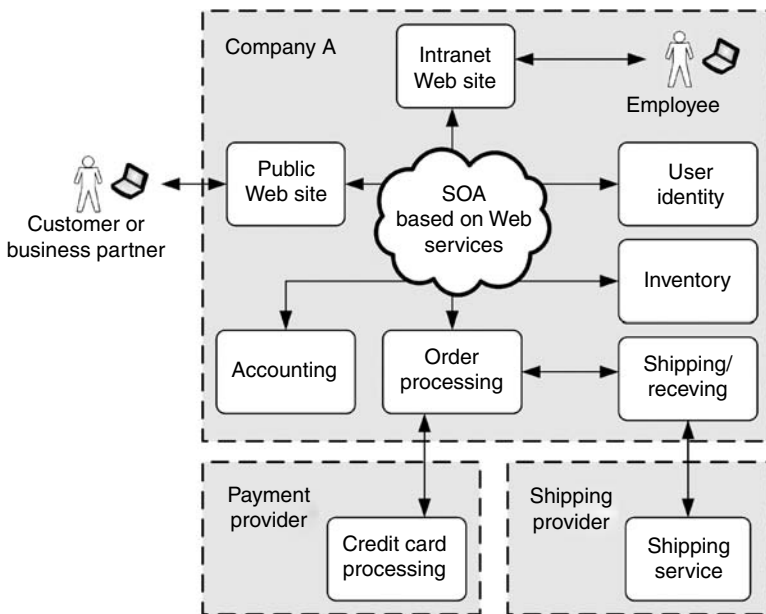 Company A
Intranet
Web site
Employee
Public
Web site
Customer or
business partner
SOA
based on Web
services
User
identity
Inventory
Accounting
Order
processing
Shipping/
receving
Payment
provider
Credit card
processing
Shipping
provider
Shipping
service